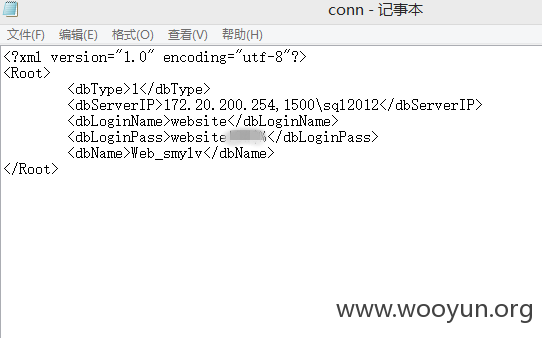 conn - 记事本
文件(F) 编辑(E) 格式(O) 查看(V) 帮助(H)
<?xml version="1.0" encoding="utf-8"?>
<Root>
<dbType>1</dbType>
<dbServerIP>172.20.200.254,1500\sql2012</dbServerIP>
<dbLoginName>website</dbLoginName>
<dbLoginPass>website%</dbLoginPass>
<dbName>Web_smylv</dbName>
</Root>
www.wooyun.org